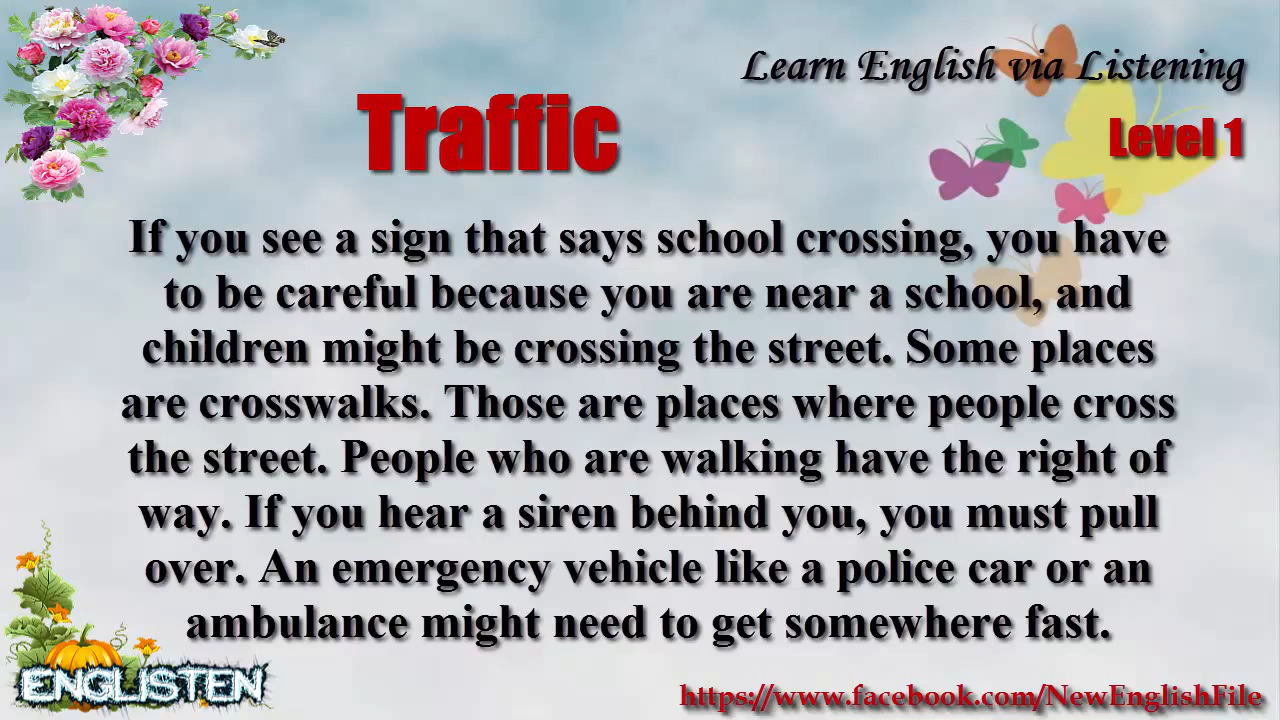 Learn English via Listening
Traffic
Level 1
If you see a sign that says school crossing, you have
to be careful because you are near a school, and
children might be crossing the street. Some places
are crosswalks. Those are places where people cross
the street. People who are walking have the right of
way. If you hear a siren behind you, you must pull
over. An emergency vehicle like a police car or an
ambulance might need to get somewhere fast.
ENGLISTEN
https://www.facebook.com/NewEnglishFile